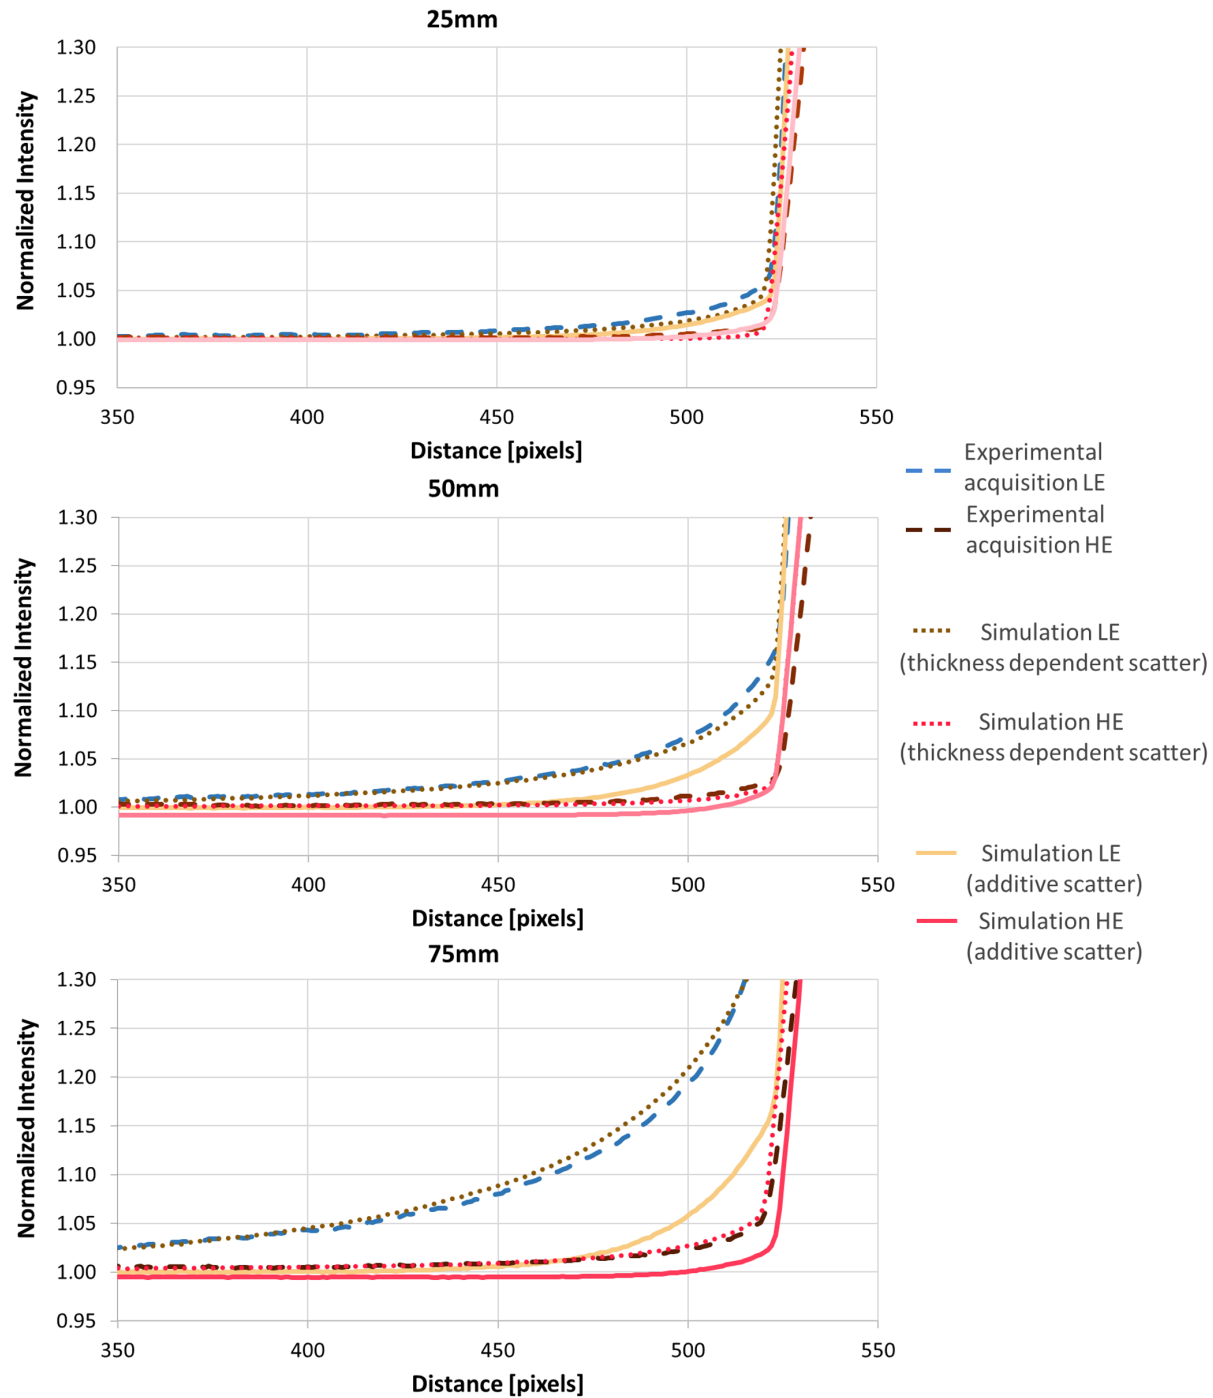 25mm
1.30
1.25
1.20
1.15
1.10
1.05
1.00
0.95
Normalized Intensity
350 400 450 500 550
Distance [pixels]
50mm
1.30
1.25
1.20
1.15
1.10
1.05
1.00
0.95
Normalized Intensity
350 400 450 500 550
Distance [pixels]
75mm
1.30
1.25
1.20
1.15
1.10
1.05
1.00
0.95
Normalized Intensity
350 400 450 500 550
Distance [pixels]
Experimental
acquisition LE
Experimental
acquisition HE
Simulation LE
(thickness dependent scatter)
Simulation HE
(thickness dependent scatter)
Simulation LE
(additive scatter)
Simulation HE
(additive scatter)